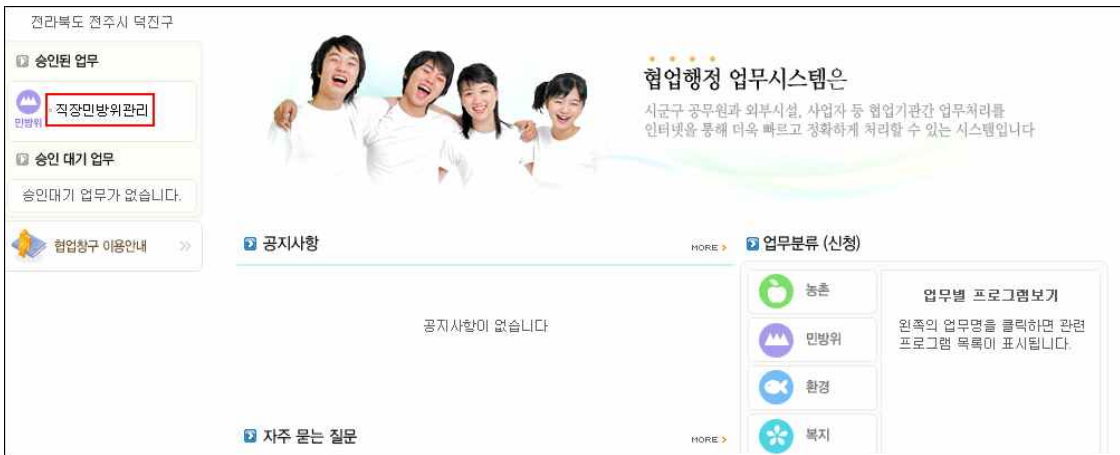 전라북도 전주시 덕진구
승인된 업무
민방위
직장민방위관리
승인 대기 업무
승인대기 업무가 없습니다.
협업창구 이용안내
협업행정 업무시스템은
시군구 공무원과 외부시설, 사업자 등 협업기관간 업무처리를
인터넷을 통해 더욱 빠르고 정확하게 처리할 수 있는 시스템입니다
공지사항
MORE
공지사항이 없습니다
자주 묻는 질문
MORE
업무분류 (신청)
농촌
민방위
환경
복지
업무별 프로그램보기
왼쪽의 업무명을 클릭하면 관련
프로그램 목록이 표시됩니다.